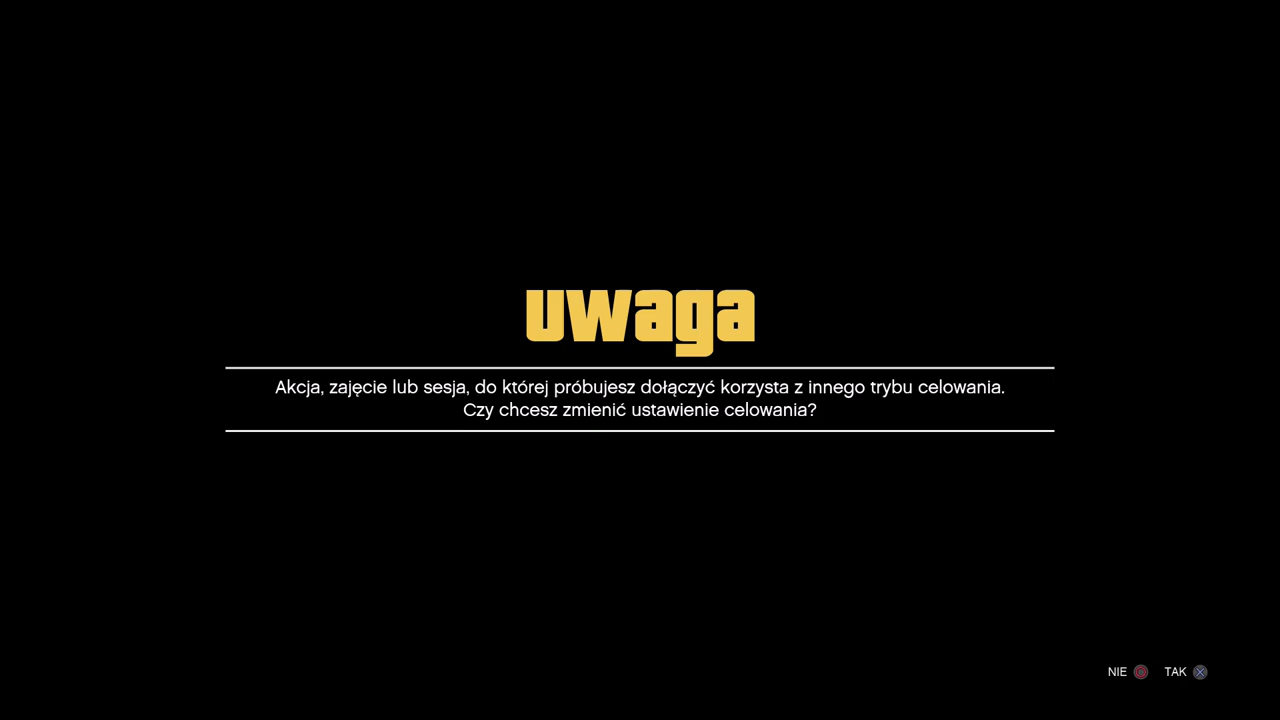 uwaga
Akcja, zajęcie lub sesja, do której próbujesz dołączyć korzysta z innego trybu celowania.
Czy chcesz zmienić ustawienie celowania?
NIE TAK